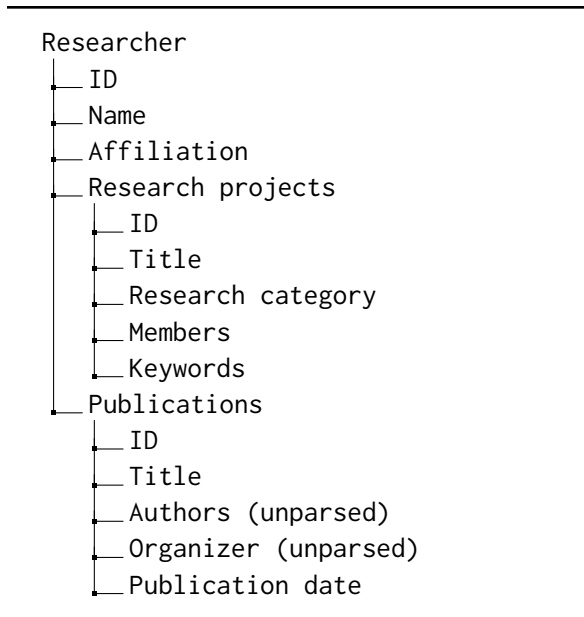 Researcher
ID
Name
Affiliation
Research projects
ID
Title
Research category
Members
Keywords
Publications
ID
Title
Authors (unparsed)
Organizer (unparsed)
Publication date